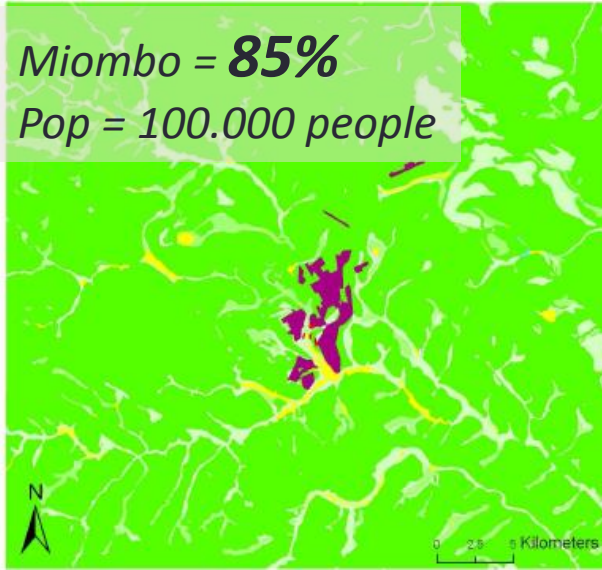 Miombo = 85%
Pop = 100.000 people
N
0 2.5 5 Kilometers